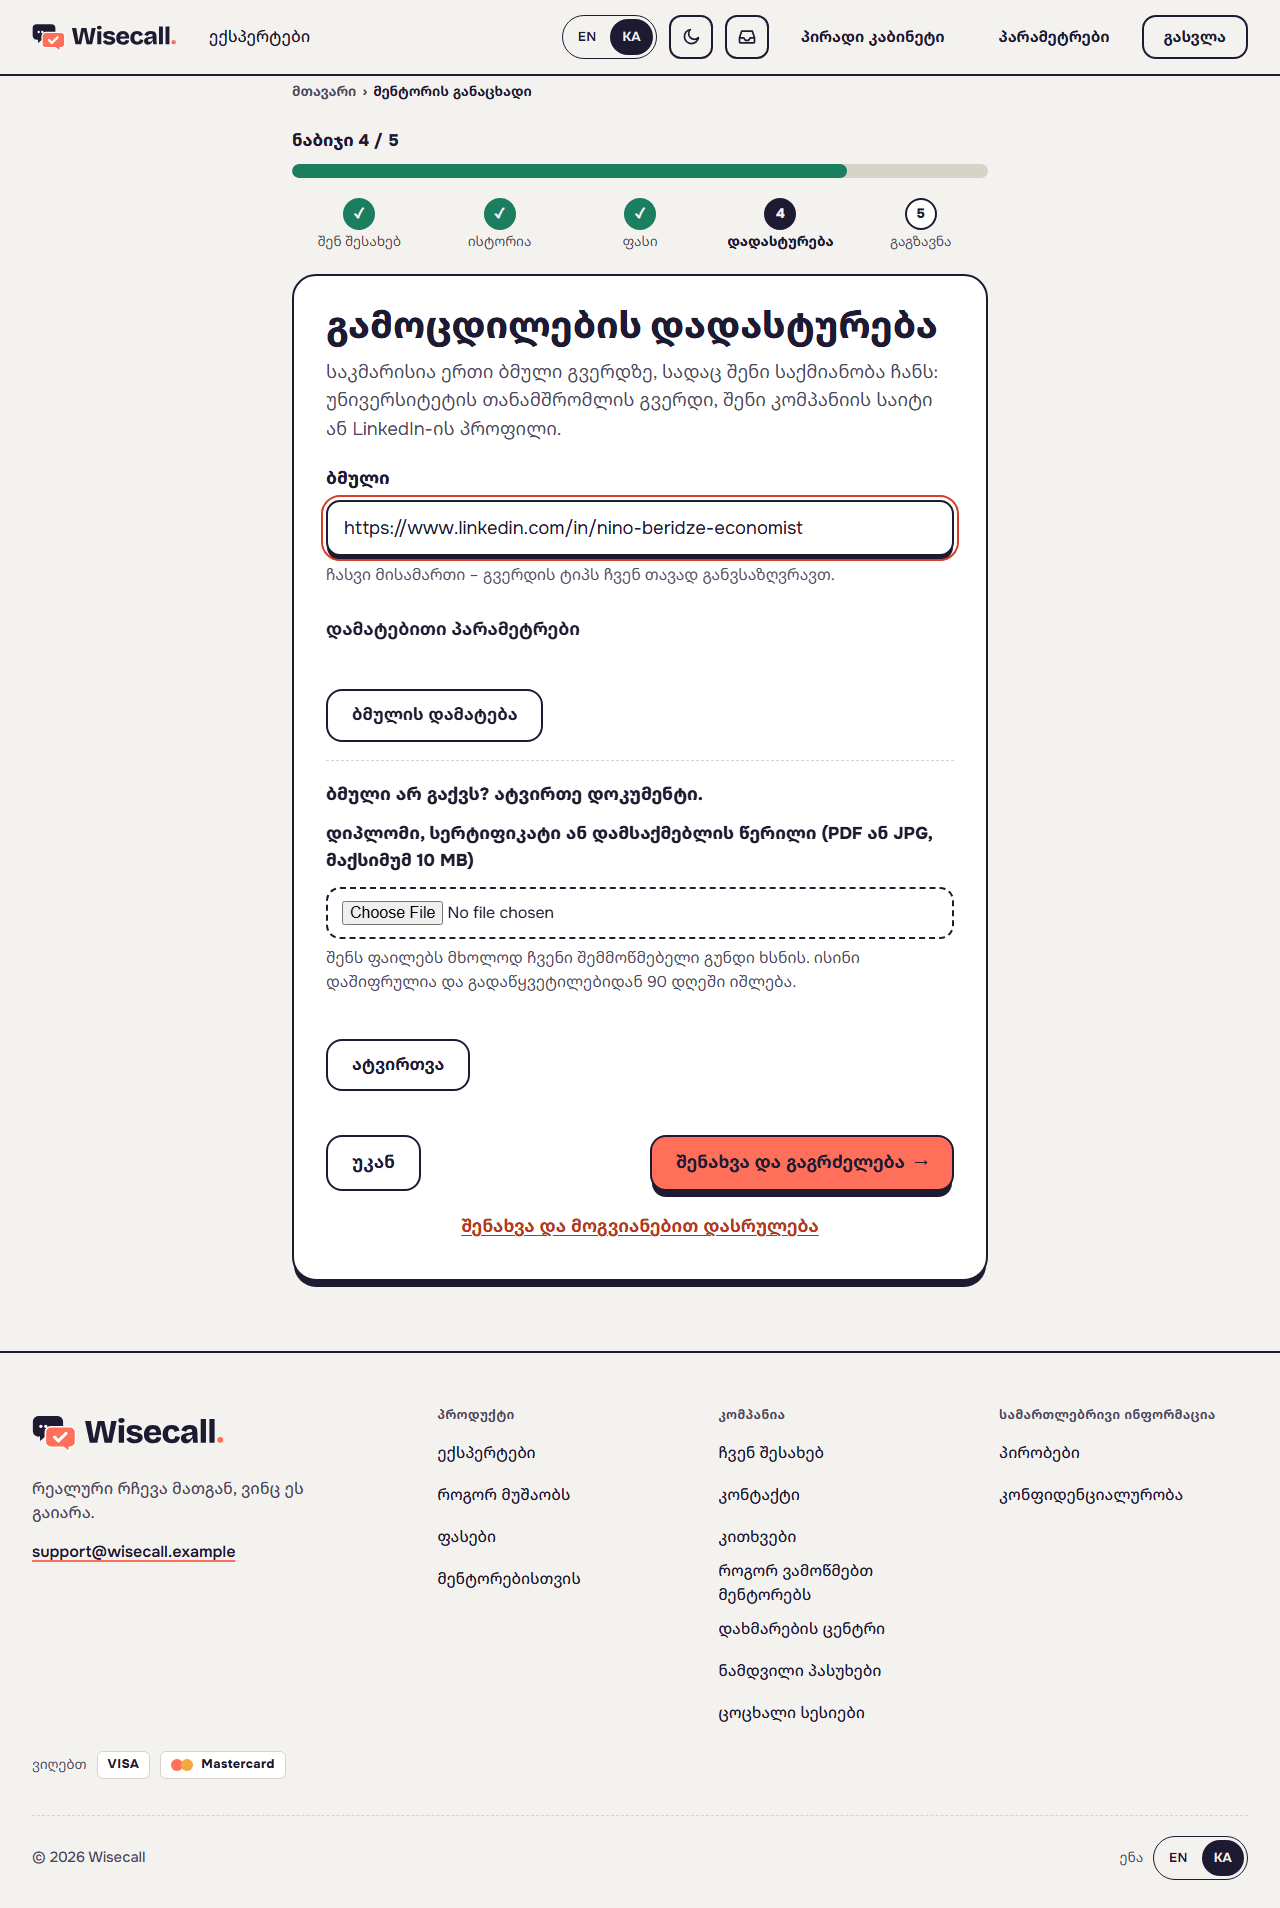 Wisecall.
ექსპერტები
EN
KA
პირადი კაბინეტი
პარამეტრები
გასვლა
მთავარი › მენტორის განაცხადი
ნაბიჯი 4 / 5
✓
✓
✓
4
5
შენ შესახებ
ისტორია
ფასი
დადასტურება
გაგზავნა
გამოცდილების დადასტურება
საკმარისია ერთი ბმული გვერდზე, სადაც შენი საქმიანობა ჩანს:
უნივერსიტეტის თანამშრომლის გვერდი, შენი კომპანიის საიტი
ან LinkedIn-ის პროფილი.
ბმული
https://www.linkedin.com/in/nino-beridze-economist
ჩასვი მისამართი – გვერდის ტიპს ჩვენ თავად განვსაზღვრავთ.
დამატებითი პარამეტრები
ბმულის დამატება
ბმული არ გაქვს? ატვირთე დოკუმენტი.
დიპლომი, სერტიფიკატი ან დამსაქმებლის წერილი (PDF ან JPG,
მაქსიმუმ 10 MB)
Choose File No file chosen
შენს ფაილებს მხოლოდ ჩვენი შემმოწმებელი გუნდი ხსნის. ისინი
დაშიფრულია და გადაწყვეტილებიდან 90 დღეში იშლება.
ატვირთვა
უკან
შენახვა და გაგრძელება →
შენახვა და მოგვიანებით დასრულება
Wisecall.
რეალური რჩევა მათგან, ვინც ეს
გაიარა.
support@wisecall.example
პროდუქტი
ექსპერტები
როგორ მუშაობს
ფასები
მენტორებისთვის
კომპანია
ჩვენ შესახებ
კონტაქტი
კითხვები
როგორ ვამოწმებთ
მენტორებს
დახმარების ცენტრი
ნამდვილი პასუხები
ცოცხალი სესიები
სამართლებრივი ინფორმაცია
პირობები
კონფიდენციალურობა
ვიღებთ
VISA
Mastercard
© 2026 Wisecall
ენა
EN
KA